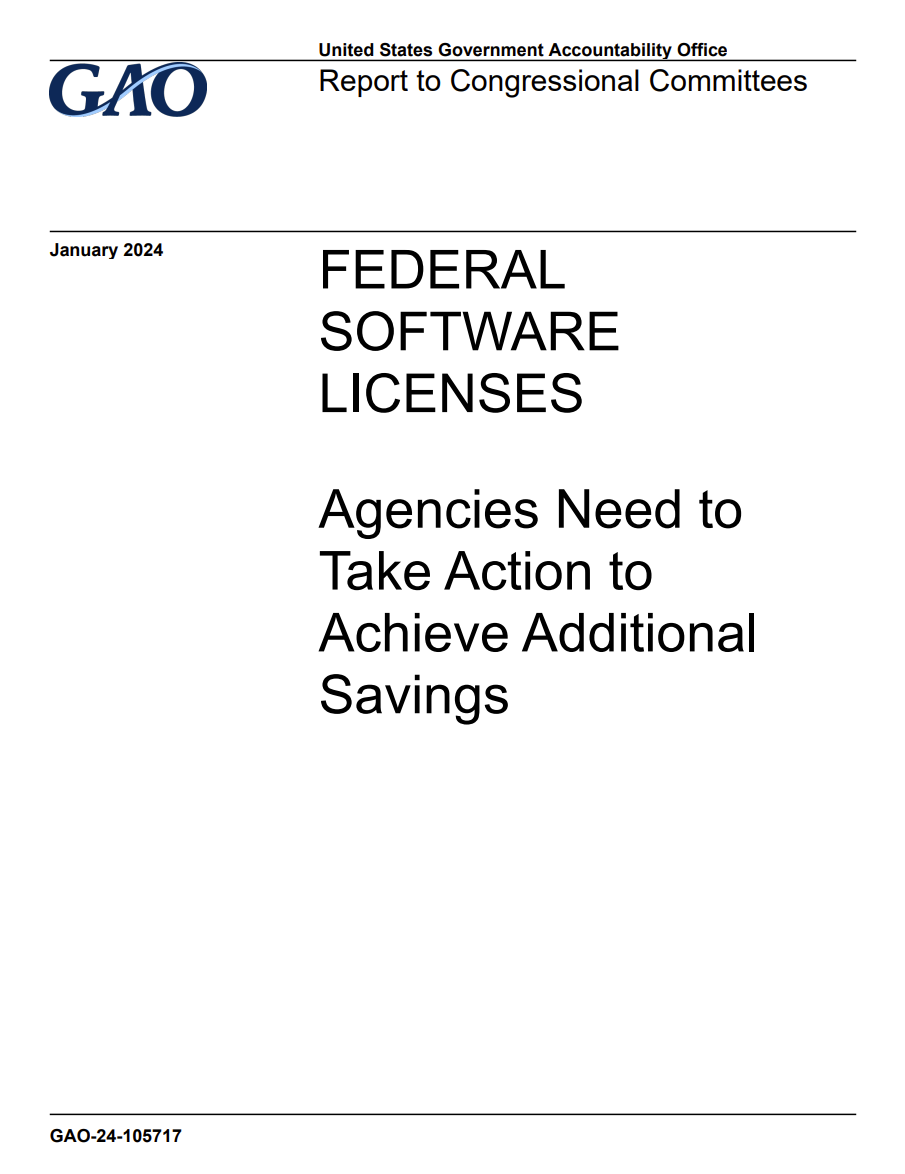 United States Government Accountability Office
GAO
Report to Congressional Committees
January 2024
FEDERAL
SOFTWARE
LICENSES
Agencies Need to
Take Action to
Achieve Additional
Savings
GAO-24-105717